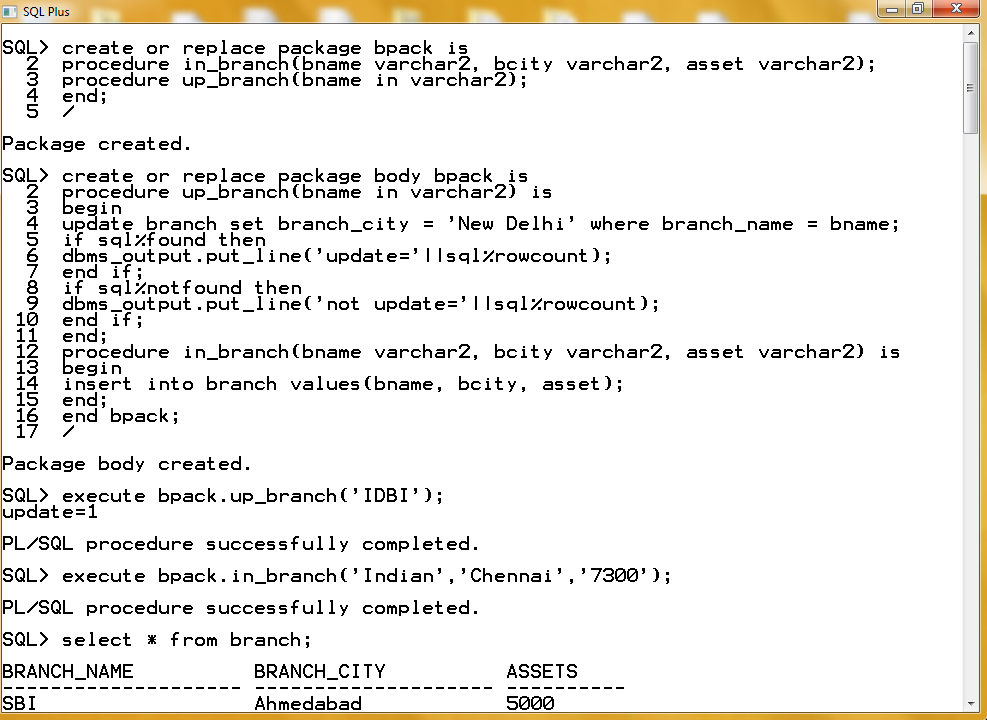 SQL Plus
SQL> create or replace package bpack is
2 procedure in_branch(bname varchar2, bcity varchar2, asset varchar2);
3 procedure up_branch(bname in varchar2);
4 end;
5 /
Package created.
SQL> create or replace package body bpack is
2 procedure up_branch(bname in varchar2) is
3 begin
4 update branch set branch_city = 'New Delhi' where branch_name = bname;
5 if sql%found then
6 dbms_output.put_line('update='||sql%rowcount);
7 end if;
8 if sql%notfound then
9 dbms_output.put_line('not update='||sql%rowcount);
10 end if;
11 end;
12 procedure in_branch(bname varchar2, bcity varchar2, asset varchar2) is
13 begin
14 insert into branch values(bname, bcity, asset);
15 end;
16 end bpack;
17 /
Package body created.
SQL> execute bpack.up_branch('IDBI');
update=1
PL/SQL procedure successfully completed.
SQL> execute bpack.in_branch('Indian','Chennai','7300');
PL/SQL procedure successfully completed.
SQL> select * from branch;
BRANCH_NAME BRANCH_CITY ASSETS
-------------------- -------------------- ----------
SBI Ahmedabad 5000